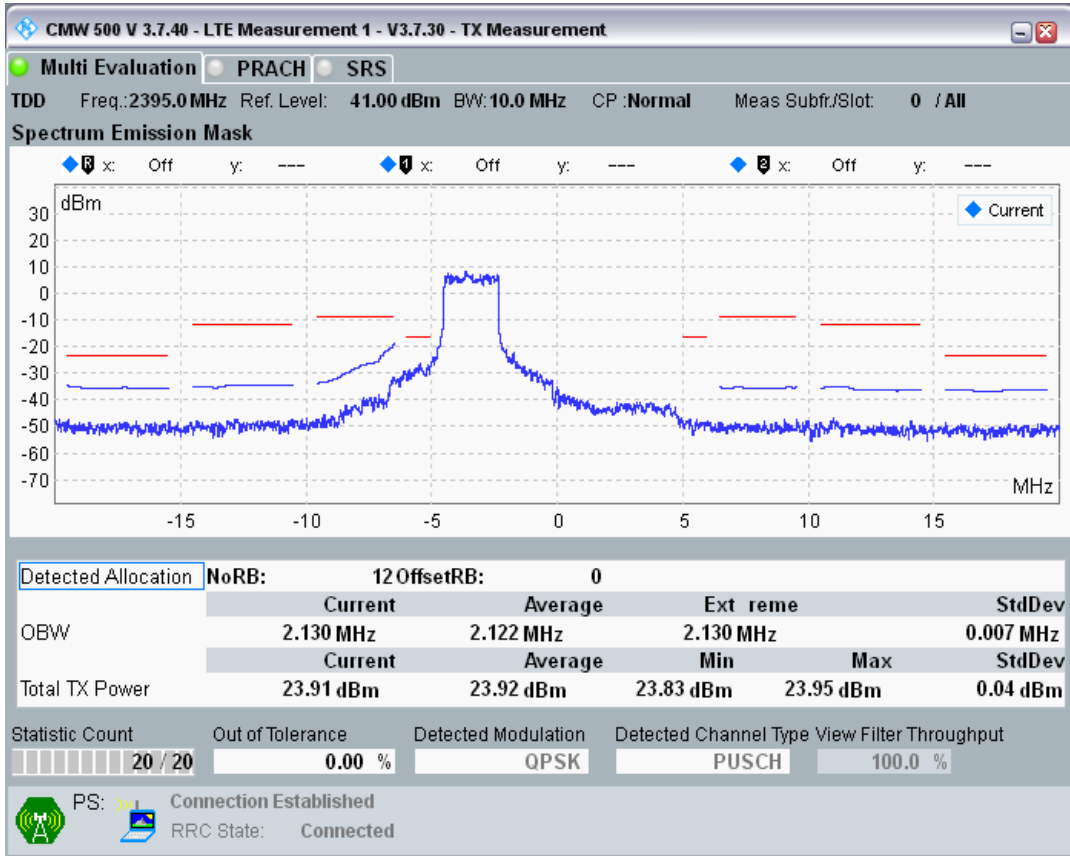 CMW 500 V 3.7.40 - LTE Measurement 1 - V3.7.30 - TX Measurement
Multi Evaluation PRACH SRS
TDD Freq.:2395.0 MHz Ref. Level: 41.00 dBm BW: 10.0 MHz CP :Normal Meas Subfr./Slot: 0 / All
Spectrum Emission Mask
R x: Off y: --- 1 x: Off y: --- 2 x: Off y: ---
dBm
Current
30
20
10
0
-10
-20
-30
-40
-50
-60
-70
MHz
-15 -10 -5 0 5 10 15
Detected Allocation NoRB: 12 OffsetRB: 0
Current Average Ext reme StdDev
OBW 2.130 MHz 2.122 MHz 2.130 MHz 0.007 MHz
Current Average Min Max StdDev
Total TX Power 23.91 dBm 23.92 dBm 23.83 dBm 23.95 dBm 0.04 dBm
Statistic Count Out of Tolerance Detected Modulation Detected Channel Type View Filter Throughput
20 / 20 0.00 % QPSK PUSCH 100.0 %
PS: Connection Established
RRC State: Connected